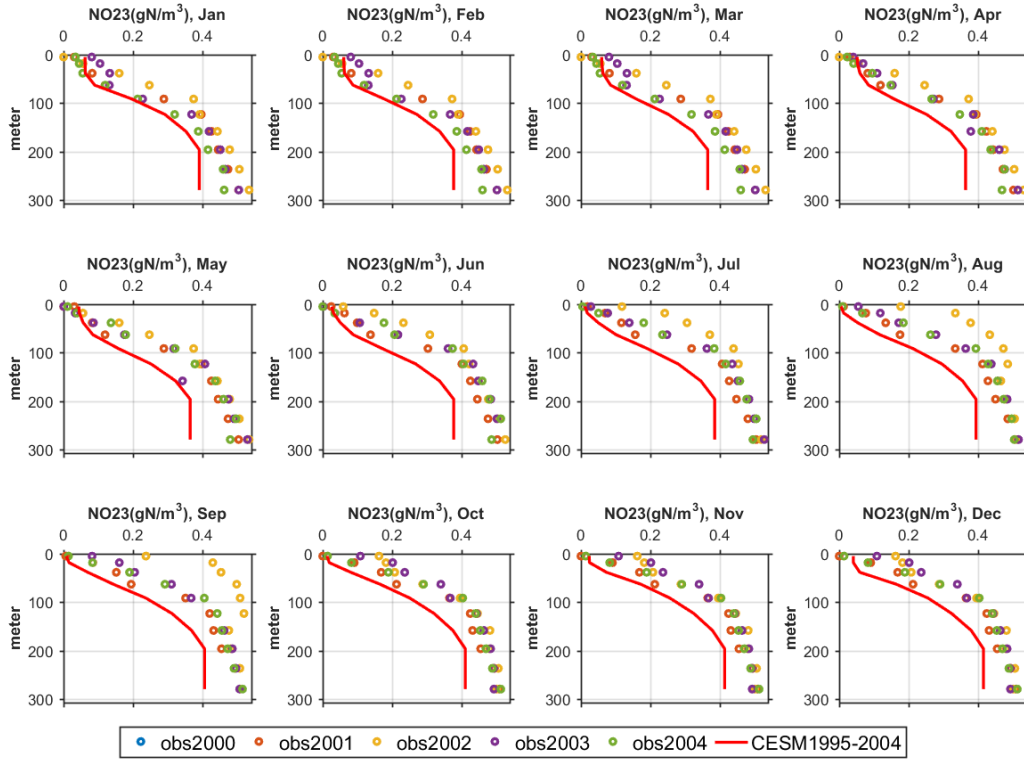 NO23(gN/m³), Jan
0 0.2 0.4
meter
0
100
200
300
NO23(gN/m³), Feb
0 0.2 0.4
meter
0
100
200
300
NO23(gN/m³), Mar
0 0.2 0.4
meter
0
100
200
300
NO23(gN/m³), Apr
0 0.2 0.4
meter
0
100
200
300
NO23(gN/m³), May
0 0.2 0.4
meter
0
100
200
300
NO23(gN/m³), Jun
0 0.2 0.4
meter
0
100
200
300
NO23(gN/m³), Jul
0 0.2 0.4
meter
0
100
200
300
NO23(gN/m³), Aug
0 0.2 0.4
meter
0
100
200
300
NO23(gN/m³), Sep
0 0.2 0.4
meter
0
100
200
300
NO23(gN/m³), Oct
0 0.2 0.4
meter
0
100
200
300
NO23(gN/m³), Nov
0 0.2 0.4
meter
0
100
200
300
NO23(gN/m³), Dec
0 0.2 0.4
meter
0
100
200
300
obs2000 obs2001 obs2002 obs2003 obs2004 CESM1995-2004